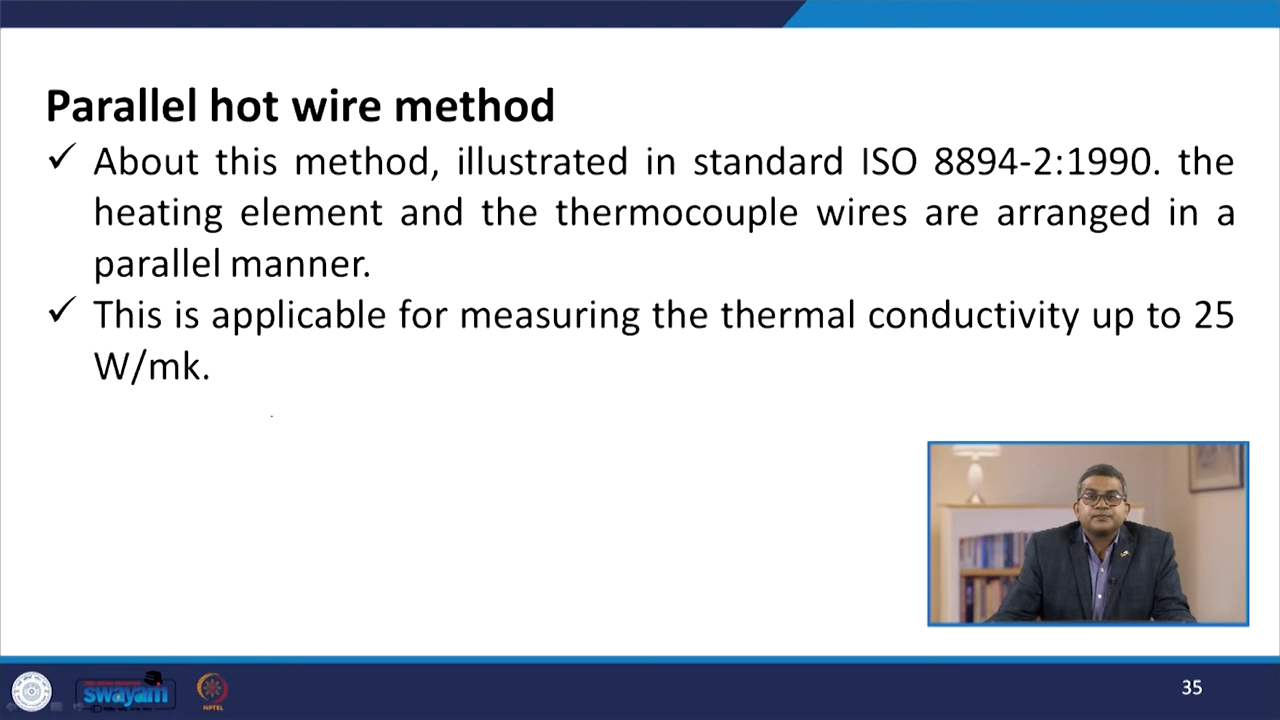 Parallel hot wire method
✓ About this method, illustrated in standard ISO 8894-2:1990. the
heating element and the thermocouple wires are arranged in a
parallel manner.
✓ This is applicable for measuring the thermal conductivity up to 25
W/mk.
swayam
NPTEL
35